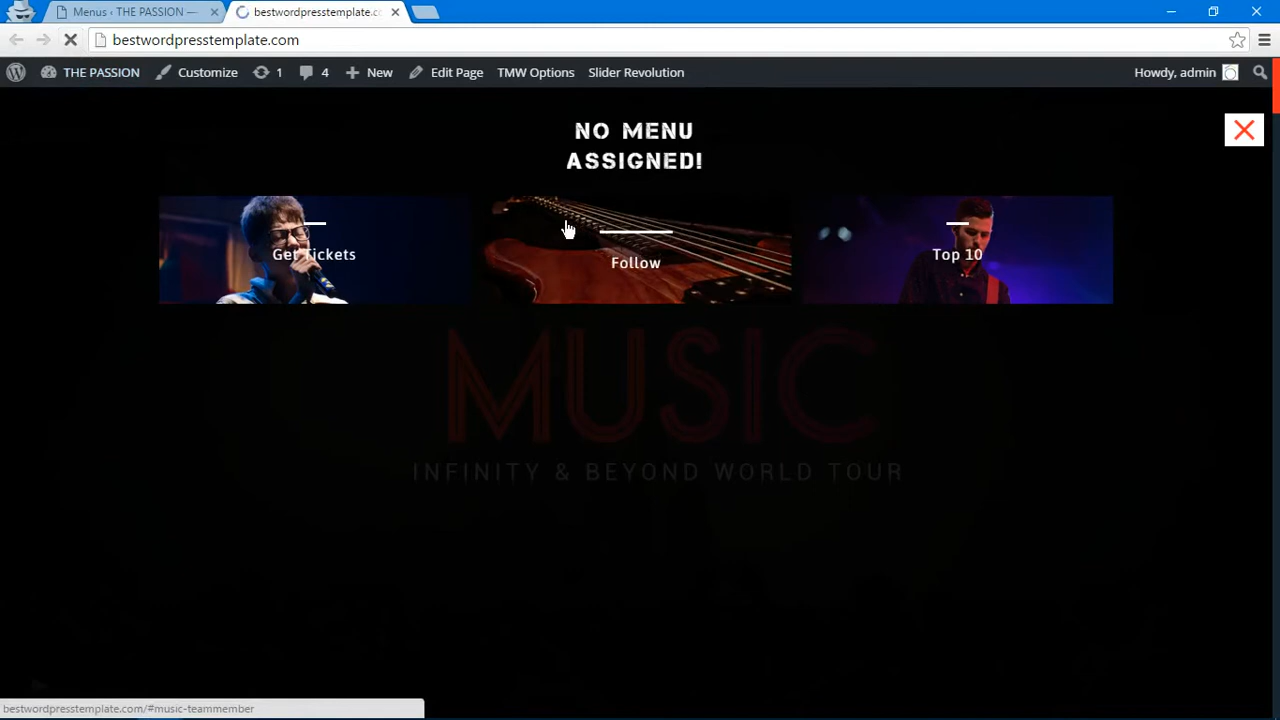 Menus ‹ THE PASSION —
bestwordpresstemplate.co
bestwordpresstemplate.com
THE PASSION
Customize
1
4
New
Edit Page
TMW Options
Slider Revolution
Howdy, admin
NO MENU
ASSIGNED!
Get Tickets
Follow
Top 10
MUSIC
INFINITY & BEYOND WORLD TOUR
bestwordpresstemplate.com/#music-teammember